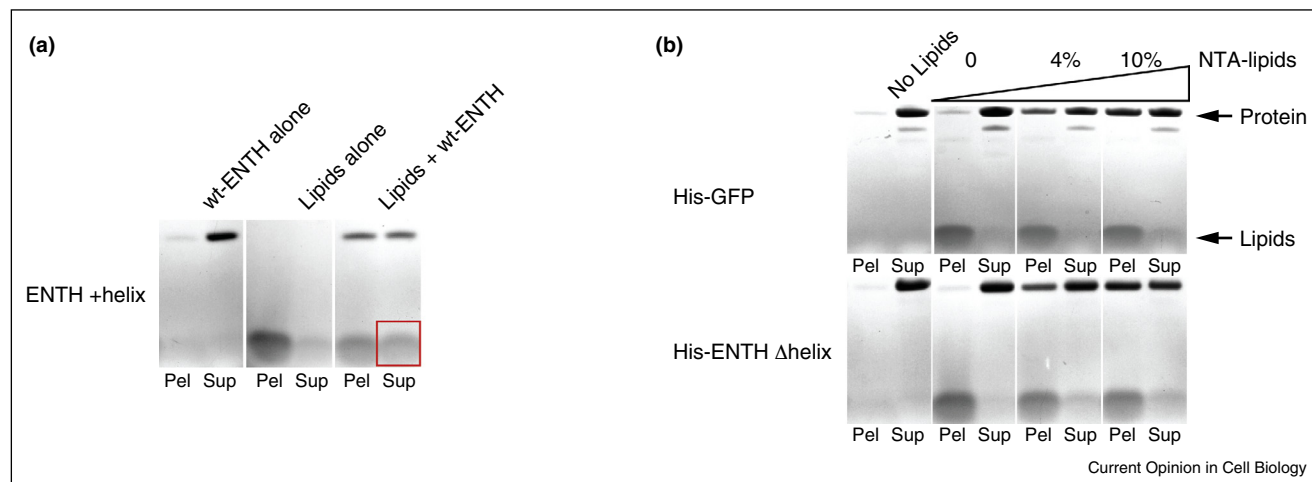 (a)
wt-ENTH alone
Lipids alone
Lipids + wt-ENTH
ENTH +helix
Pel Sup Pel Sup Pel Sup
(b)
No Lipids
0 4% 10% NTA-lipids
Protein
His-GFP
Lipids
Pel Sup Pel Sup Pel Sup Pel Sup
His-ENTH Δhelix
Pel Sup Pel Sup Pel Sup Pel Sup
Current Opinion in Cell Biology